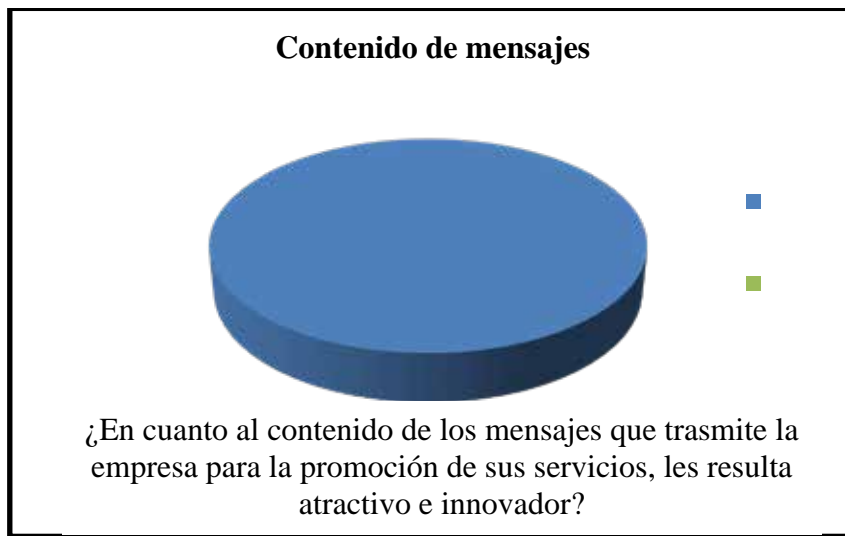 Contenido de mensajes
¿En cuanto al contenido de los mensajes que trasmite la
empresa para la promoción de sus servicios, les resulta
atractivo e innovador?